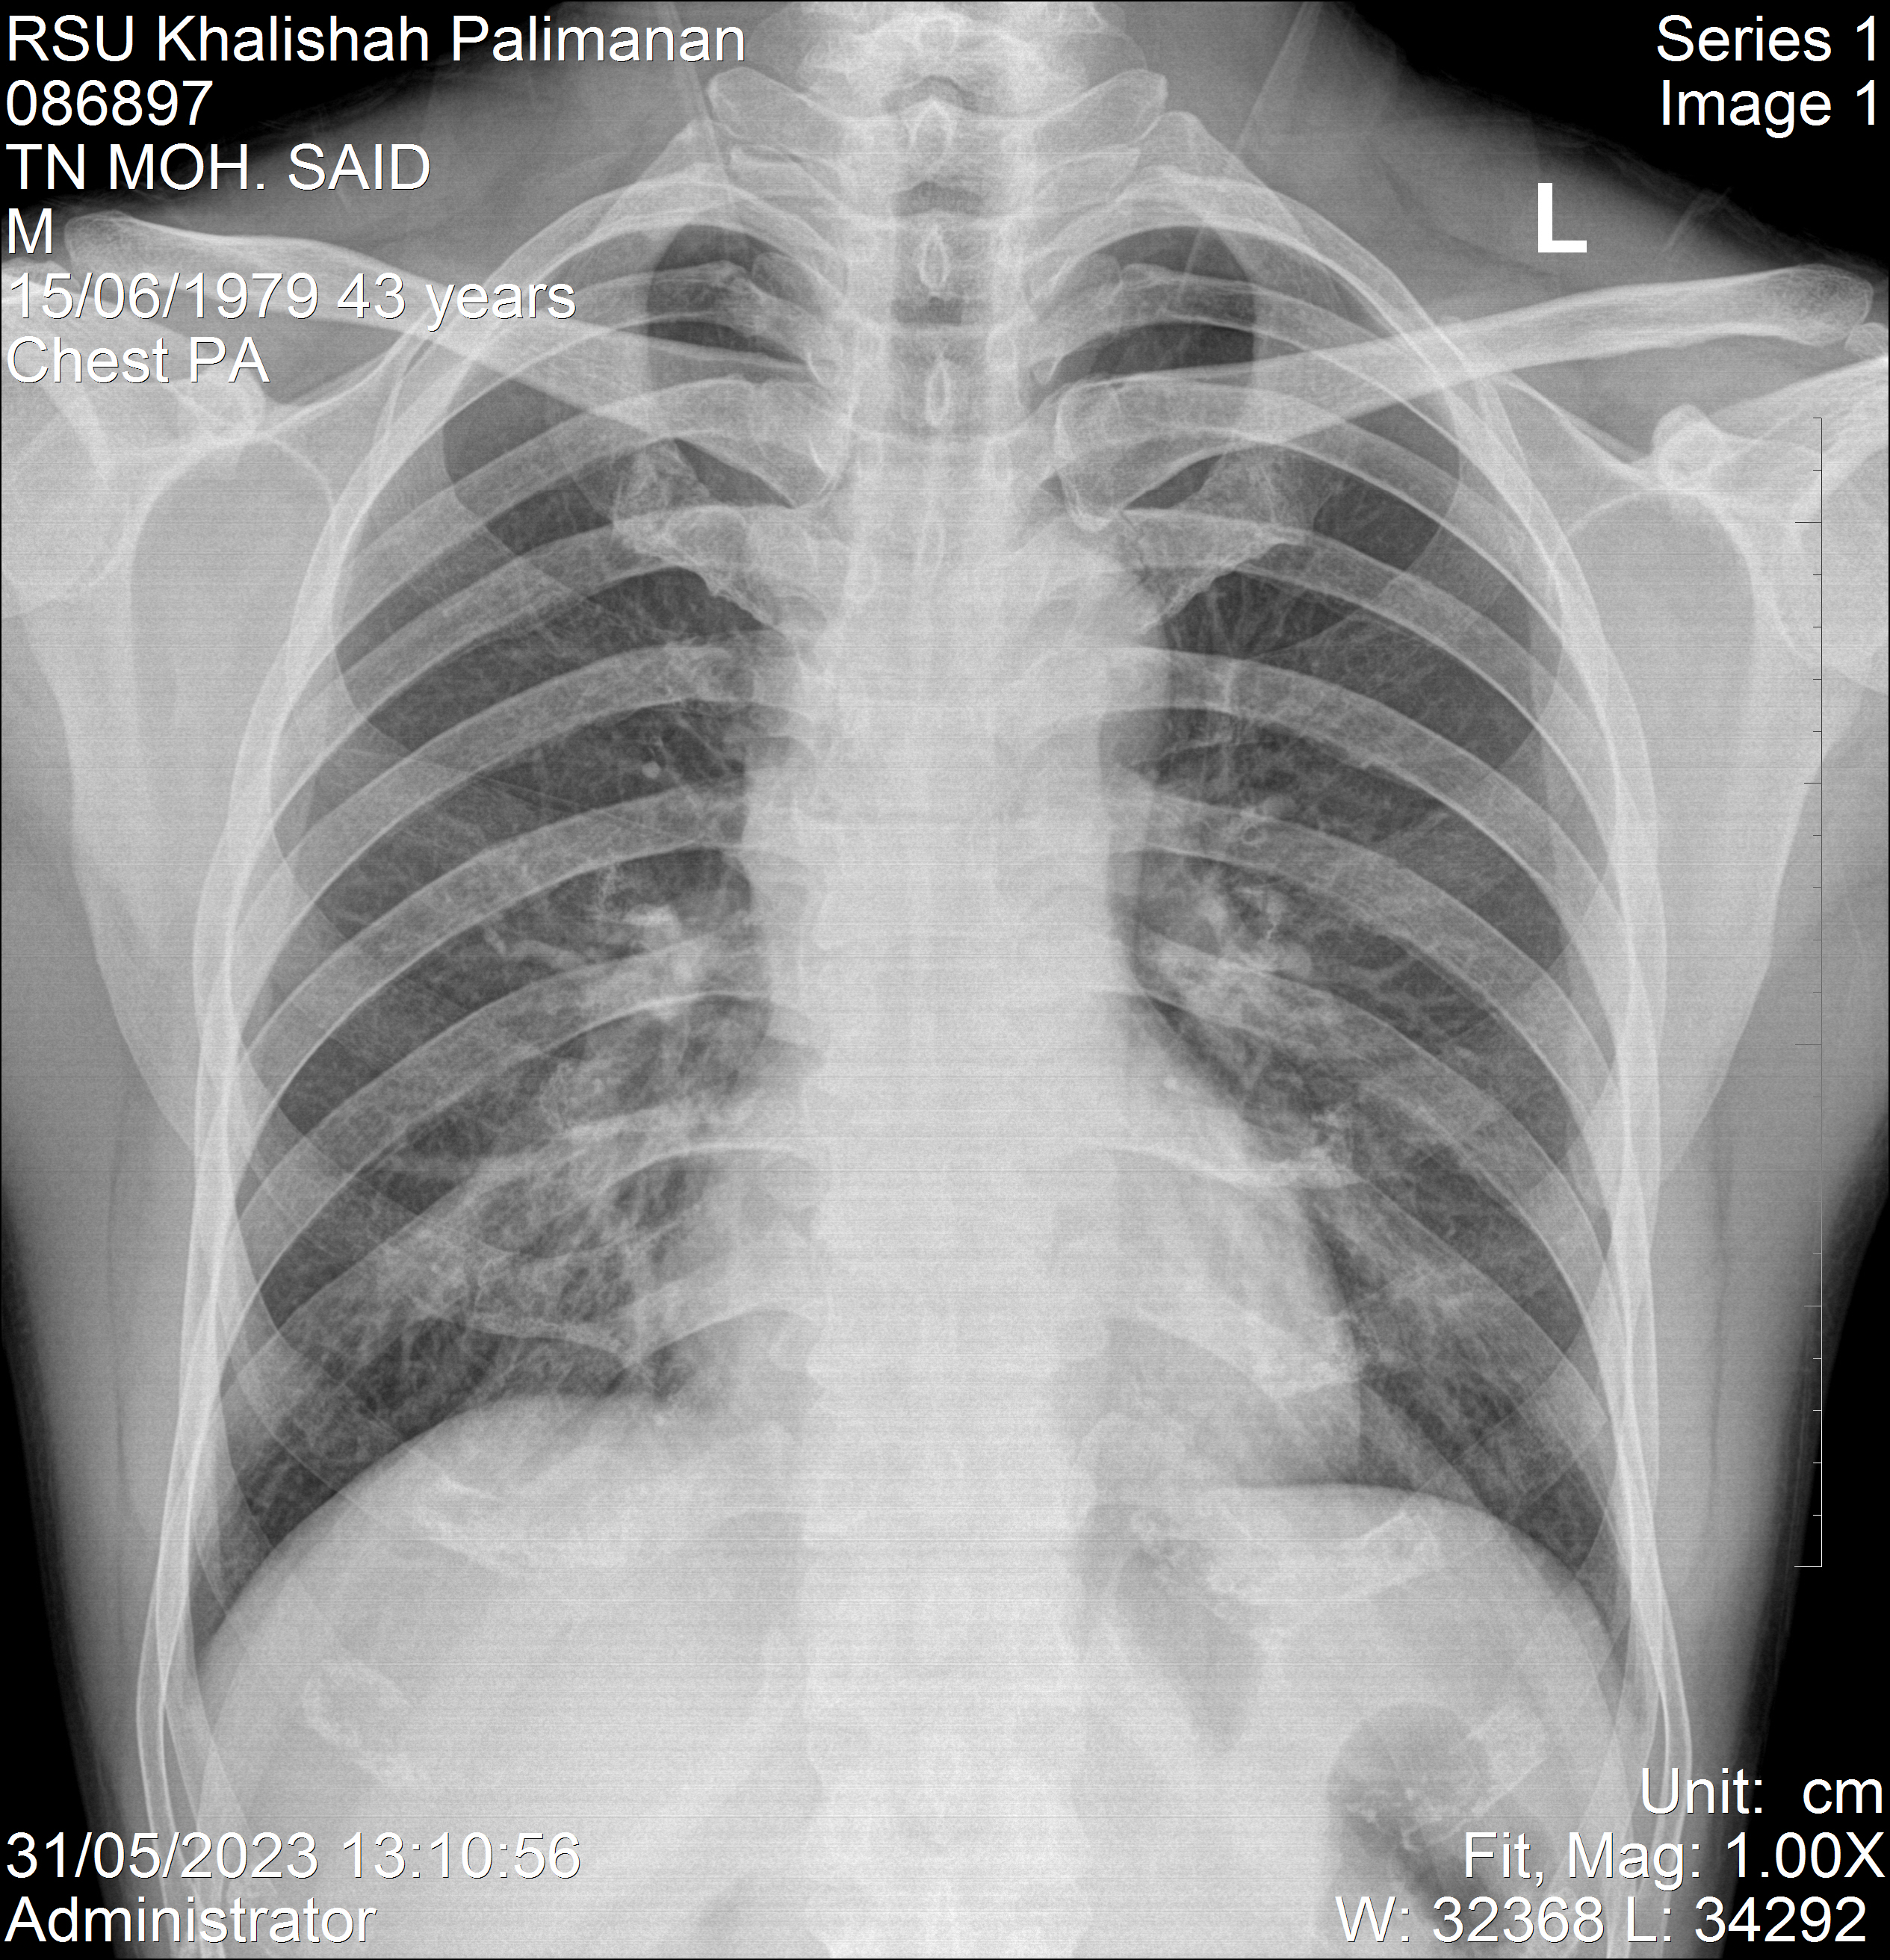 RSU Khalishah Palimanan
086897
TN MOH. SAID
M
15/06/1979 43 years
Chest PA
Series 1
Image 1
L
31/05/2023 13:10:56
Administrator
Unit: cm
Fit, Mag: 1.00X
W: 32368 L: 34292